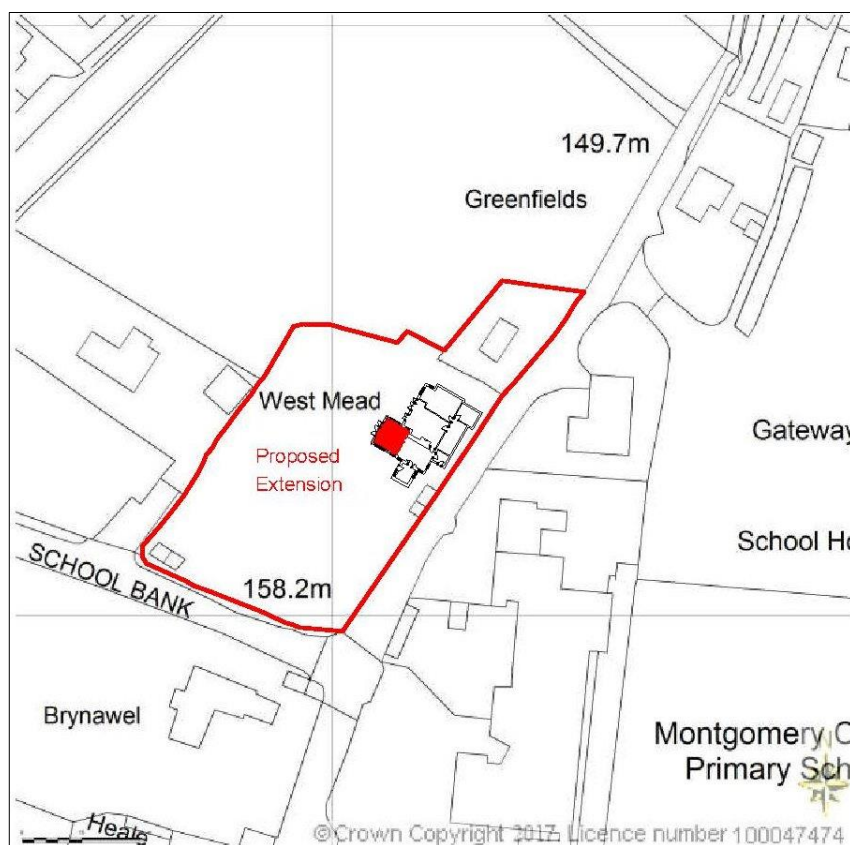 149.7m
Greenfields
West Mead
Gateway
Proposed
Extension
School Ho
SCHOOL BANK
158.2m
Brynawel
Montgomery C
Primary Sch
N
©Crown Copyright 2017. Licence number 100047474